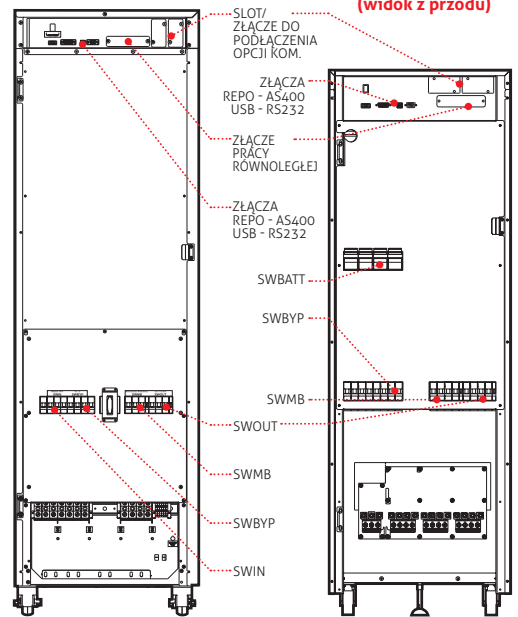 (widok z przodu)
SLOT/
ZŁĄCZE DO
PODŁĄCZENIA
OPCJI KOM.
ZŁĄCZA
REPO - AS400
USB - RS232
ZŁĄCZE
PRACY
RÓWNOLEGŁEJ
ZŁĄCZA
REPO - AS400
USB - RS232
SWBATT
SWBYP
SWMB
SWOUT
SWMB
SWBYP
SWIN